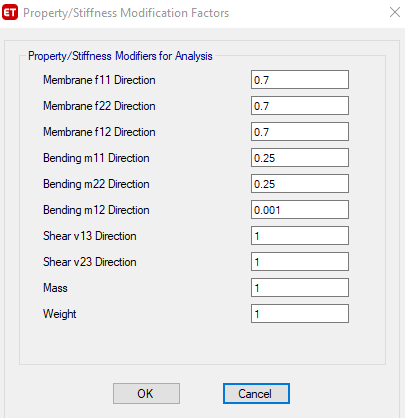 ET Property/Stiffness Modification Factors
Property/Stiffness Modifiers for Analysis
Membrane f11 Direction 0.7
Membrane f22 Direction 0.7
Membrane f12 Direction 0.7
Bending m11 Direction 0.25
Bending m22 Direction 0.25
Bending m12 Direction 0.001
Shear v13 Direction 1
Shear v23 Direction 1
Mass 1
Weight 1
OK Cancel